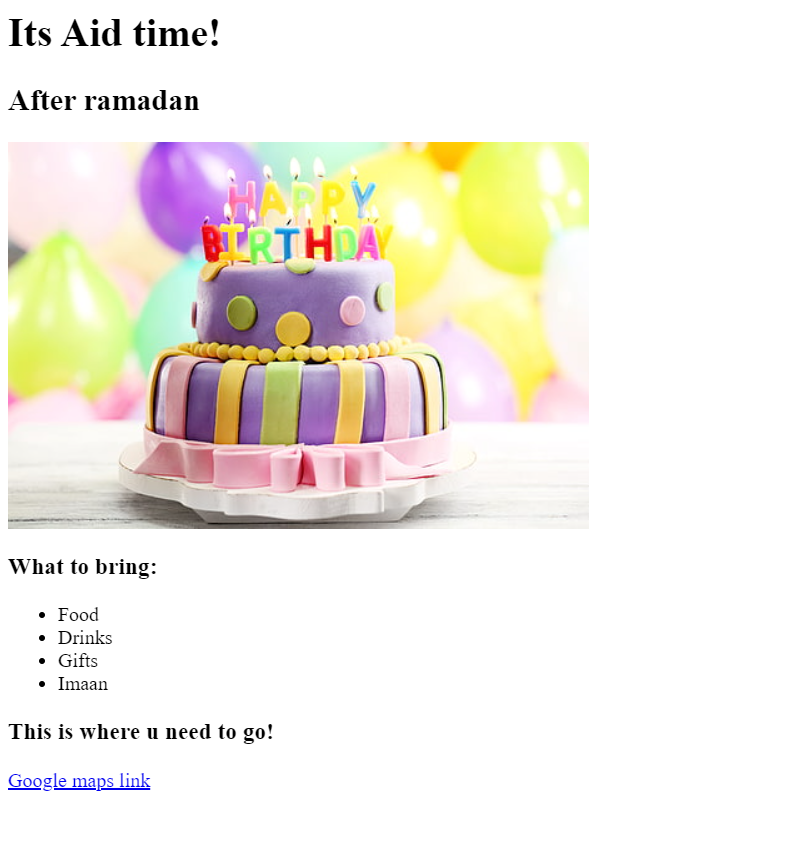 Its Aid time!
After ramadan
HAPPY
BIRTHDAY
What to bring:
Food
Drinks
Gifts
Imaan
This is where u need to go!
Google maps link